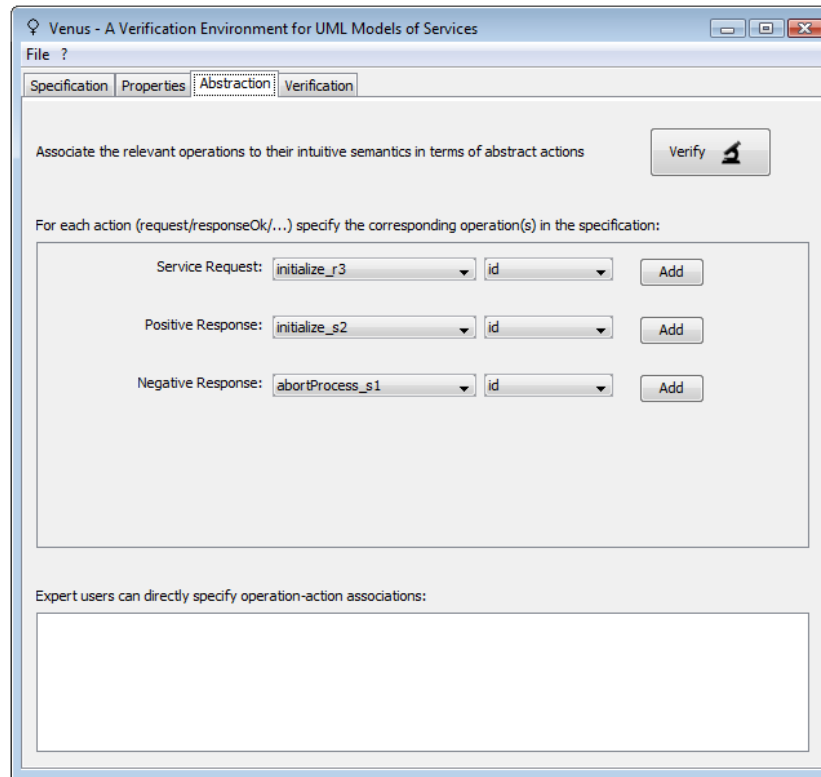 Venus - A Verification Environment for UML Models of Services
File ?
Specification Properties Abstraction Verification
Associate the relevant operations to their intuitive semantics in terms of abstract actions Verify
For each action (request/responseOk/...) specify the corresponding operation(s) in the specification:
Service Request: initialize_r3 id Add
Positive Response: initialize_s2 id Add
Negative Response: abortProcess_s1 id Add
Expert users can directly specify operation-action associations: